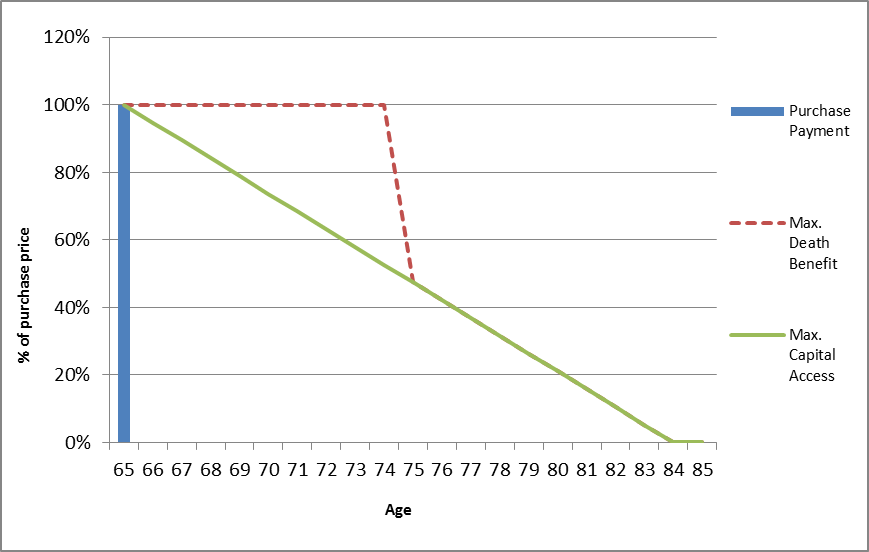 120%
100%
80%
60%
40%
20%
0%
% of purchase price
65 66 67 68 69 70 71 72 73 74 75 76 77 78 79 80 81 82 83 84 85
Age
Purchase
Payment
Max.
Death
Benefit
Max.
Capital
Access